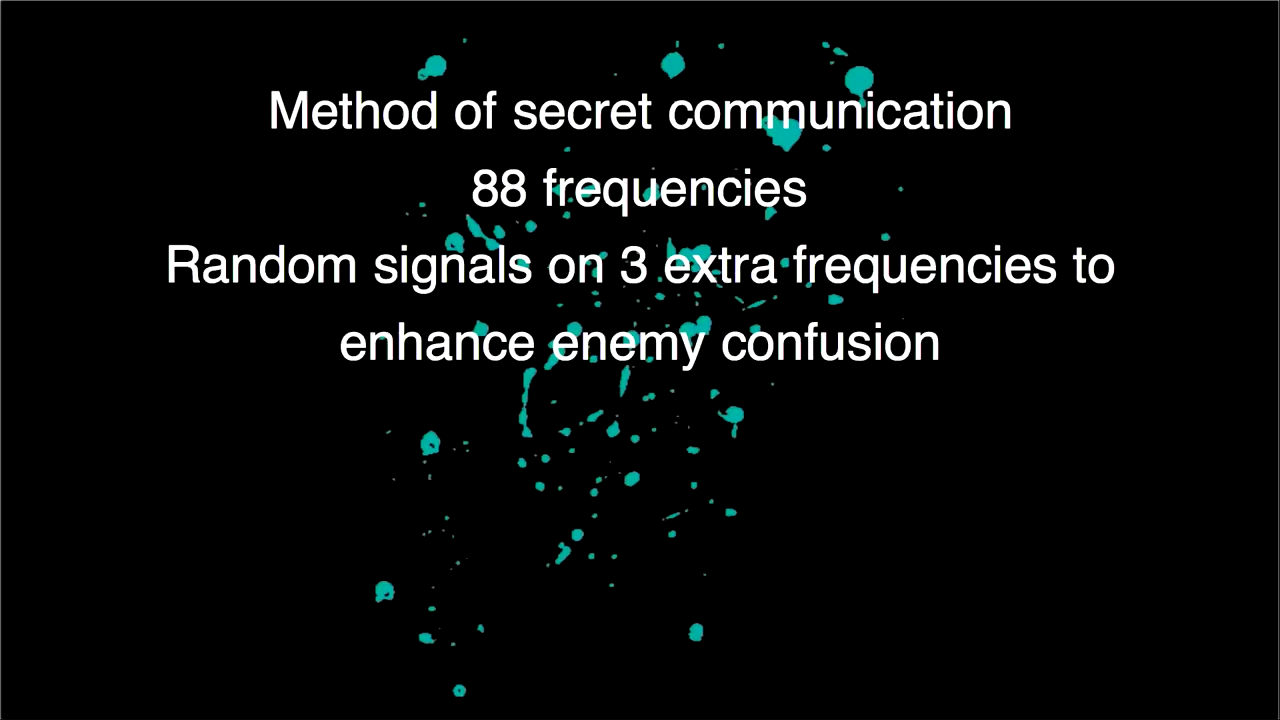 Method of secret communication
88 frequencies
Random signals on 3 extra frequencies to
enhance enemy confusion